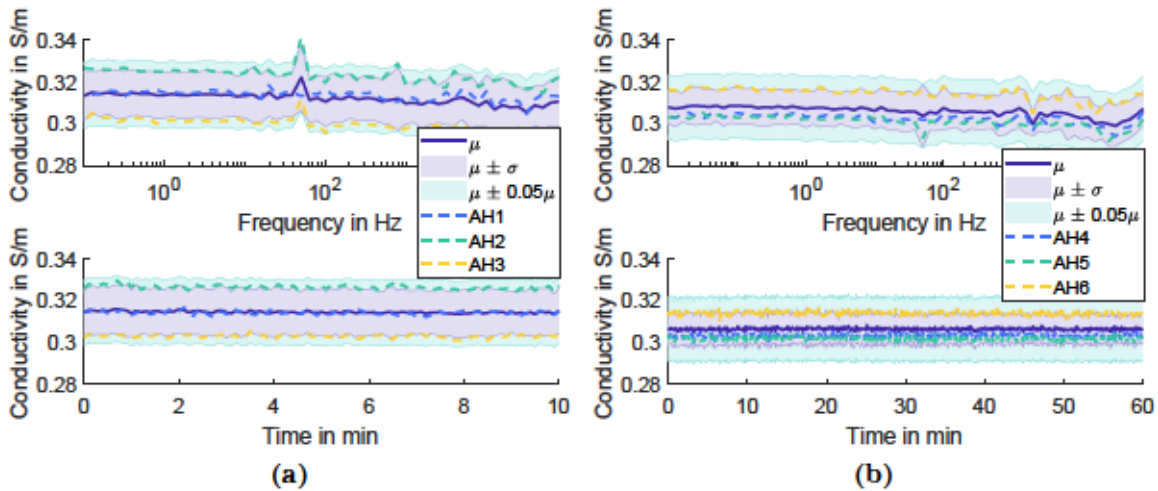 Conductivity in S/m
0.34
0.32
0.3
0.28
10^0
10^2
Frequency in Hz
μ
μ ± σ
μ ± 0.05μ
AH1
AH2
AH3
Conductivity in S/m
0.34
0.32
0.3
0.28
0
2
4
6
8
10
Time in min
(a)
Conductivity in S/m
0.34
0.32
0.3
0.28
10^0
10^2
Frequency in Hz
μ
μ ± σ
μ ± 0.05μ
AH4
AH5
AH6
Conductivity in S/m
0.34
0.32
0.3
0.28
0
10
20
30
40
50
60
Time in min
(b)